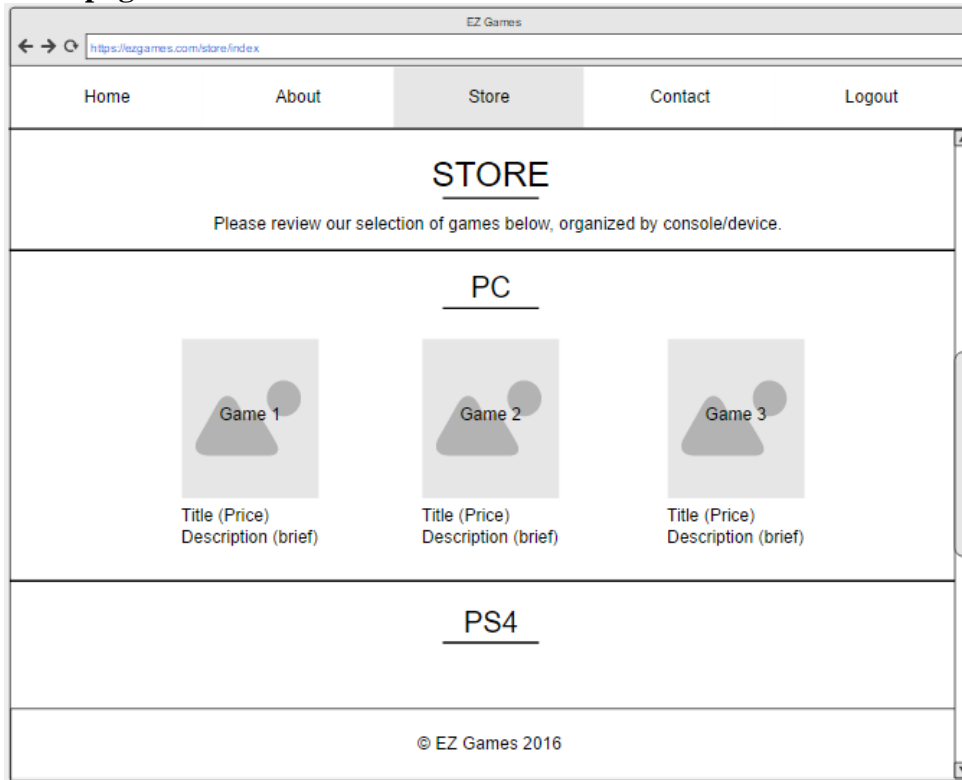 page
EZ Games
https://ezgames.com/store/index
Home About Store Contact Logout
STORE
Please review our selection of games below, organized by console/device.
PC
Game 1 Game 2 Game 3
Title (Price) Title (Price) Title (Price)
Description (brief) Description (brief) Description (brief)
PS4
© EZ Games 2016